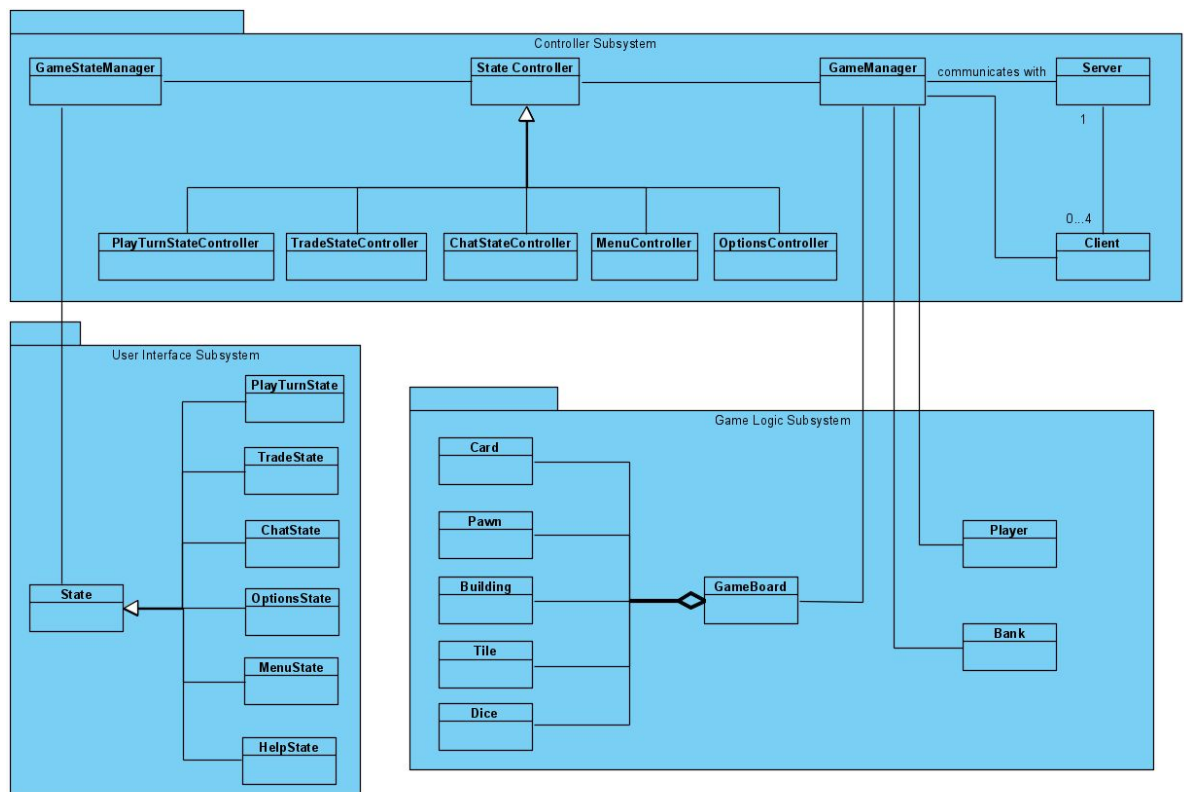 Controller Subsystem
GameStateManager
State Controller
GameManager
communicates with
Server
1
0...4
PlayTurnStateController
TradeStateController
ChatStateController
MenuController
OptionsController
Client
User Interface Subsystem
PlayTurnState
TradeState
ChatState
State
OptionsState
MenuState
HelpState
Game Logic Subsystem
Card
Pawn
Player
Building
GameBoard
Bank
Tile
Dice